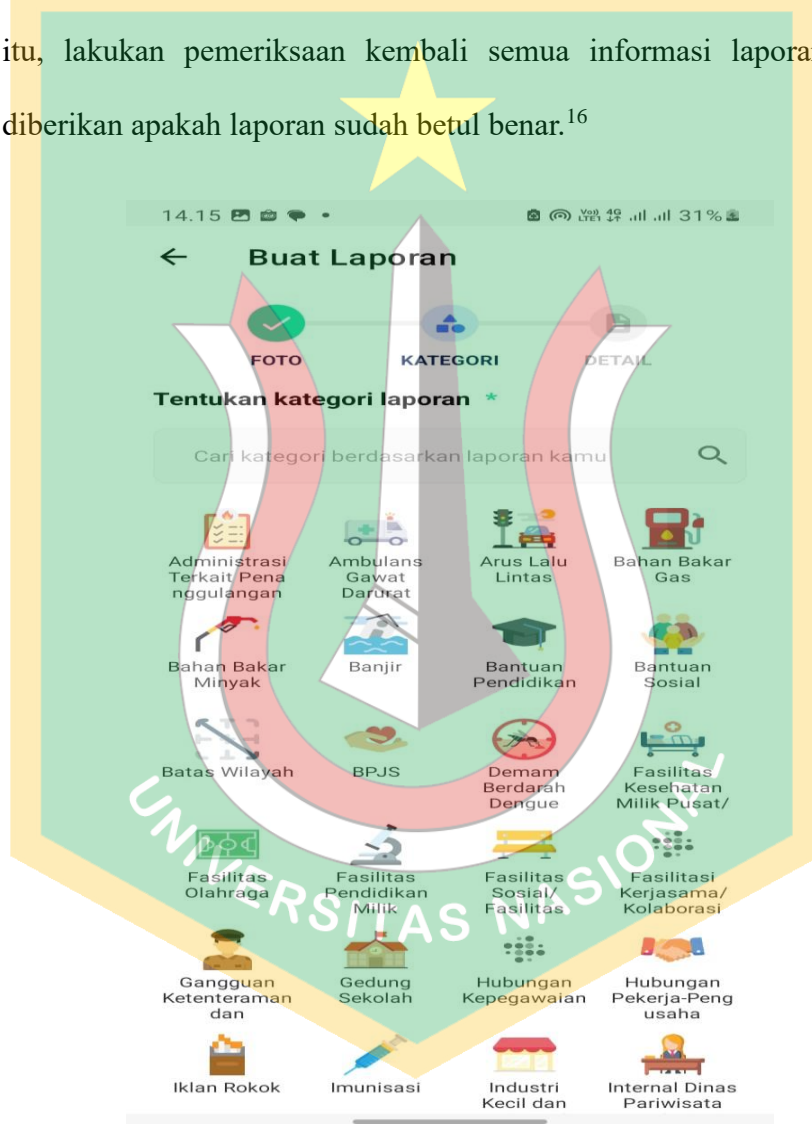 itu, lakukan pemeriksaan kembali semua informasi lapora
diberikan apakah laporan sudah betul benar.16
14.15 31%
Buat Laporan
FOTO KATEGORI DETAIL
Tentukan kategori laporan *
Cari kategori berdasarkan laporan kamu
Administrasi Terkait Pena nggulangan
Ambulans Gawat Darurat
Arus Lalu Lintas
Bahan Bakar Gas
Bahan Bakar Minyak
Banjir
Bantuan Pendidikan
Bantuan Sosial
Batas Wilayah
BPJS
Demam Berdarah Dengue
Fasilitas Kesehatan Milik Pusat/
Fasilitas Olahraga
Fasilitas Pendidikan Milik
Fasilitas Sosial/ Fasilitas
Fasilitasi Kerjasama/ Kolaborasi
Gangguan Ketenteraman dan
Gedung Sekolah
Hubungan Kepegawaian
Hubungan Pekerja-Peng usaha
Iklan Rokok
Imunisasi
Industri Kecil dan
Internal Dinas Pariwisata
UNIVERSITAS NASIONAL